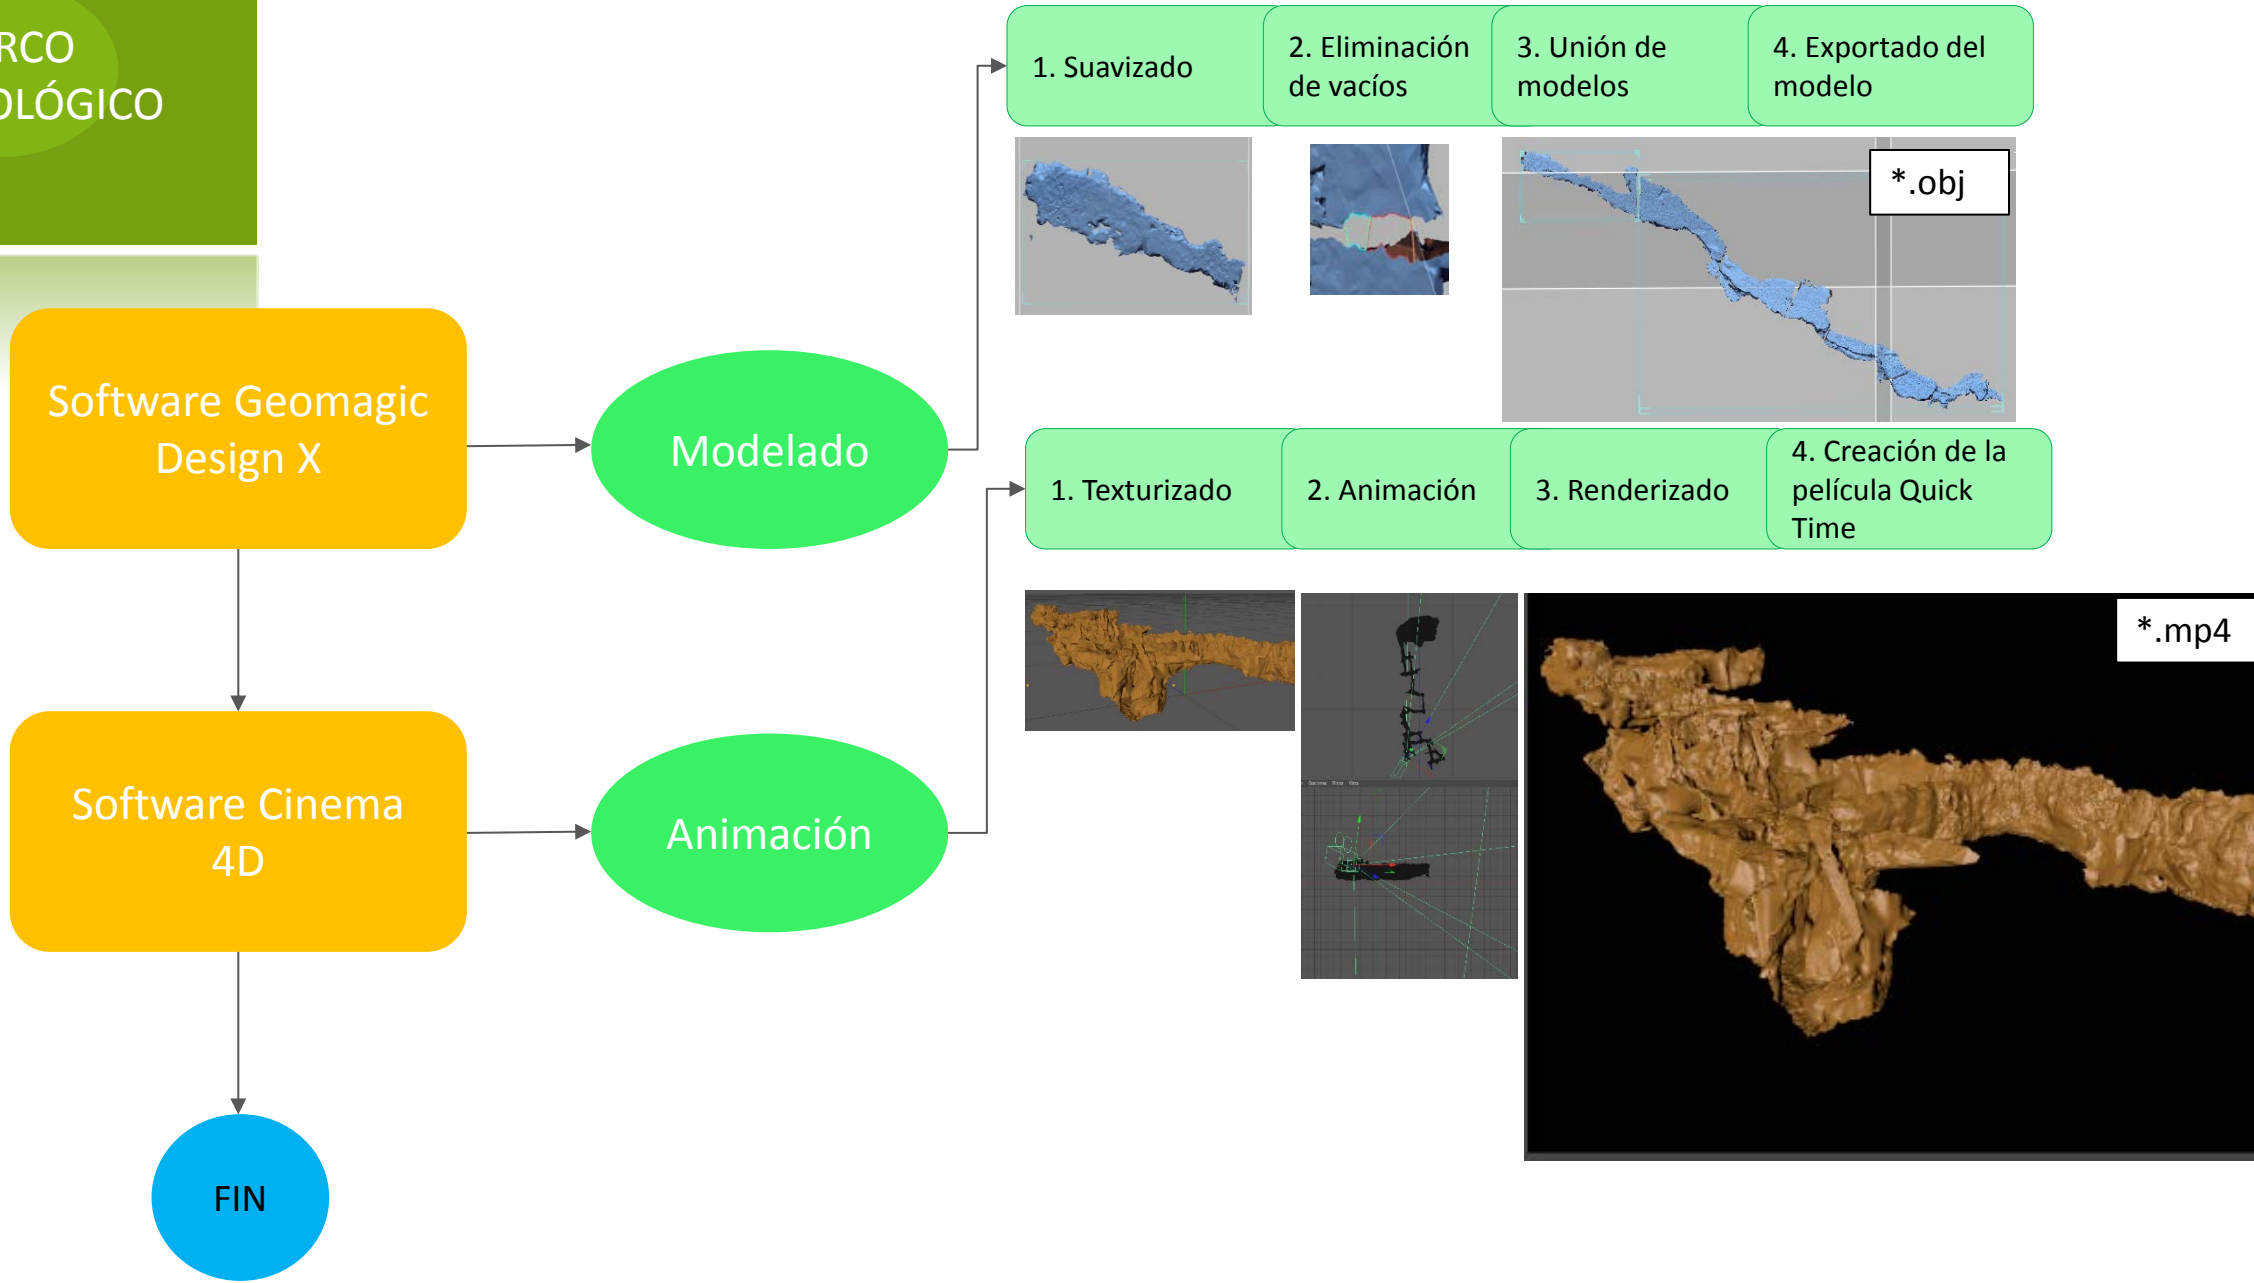 RCO
OLÓGICO
1. Suavizado
2. Eliminación
de vacíos
3. Unión de
modelos
4. Exportado del
modelo
*.obj
Software Geomagic
Design X
Modelado
1. Texturizado
2. Animación
3. Renderizado
4. Creación de la
película Quick
Time
*.mp4
Software Cinema
4D
Animación
FIN